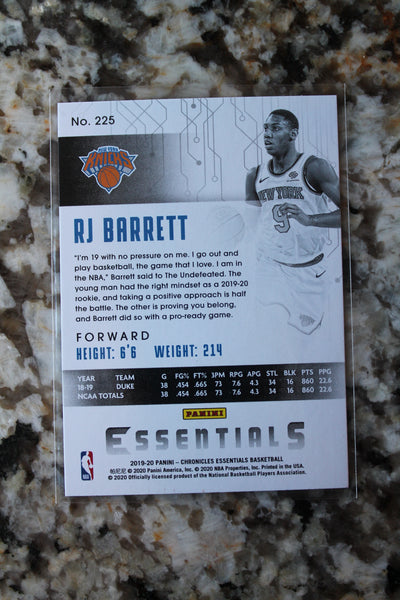 No. 225
NEW YORK
KNICKS
NEW YORK
9
RJ BARRETT
"I'm 19 with no pressure on me. I go out and
play basketball, the game that I love. I am in
the NBA," Barrett said to The Undefeated. The
young man had the right mindset as a 2019-20
rookie, and taking a positive approach is half
the battle. The other is proving you belong,
and Barrett did so with a pro-ready game.
FORWARD
HEIGHT: 6'6 WEIGHT: 214
YEAR TEAM G FG% FT% 3PM RPG APG STL BLK PTS PPG
18-19 DUKE 38 .454 .665 73 7.6 4.3 34 16 860 22.6
NCAA TOTALS 38 .454 .665 73 7.6 4.3 34 16 860 22.6
PANINI
ESSENTIALS
2019-20 PANINI – CHRONICLES ESSENTIALS BASKETBALL
帕尼尼 © 2020 Panini America, Inc. © 2020 NBA Properties, Inc. Printed in the USA.
© 2020 Officially licensed product of the National Basketball Players Association.
NBA